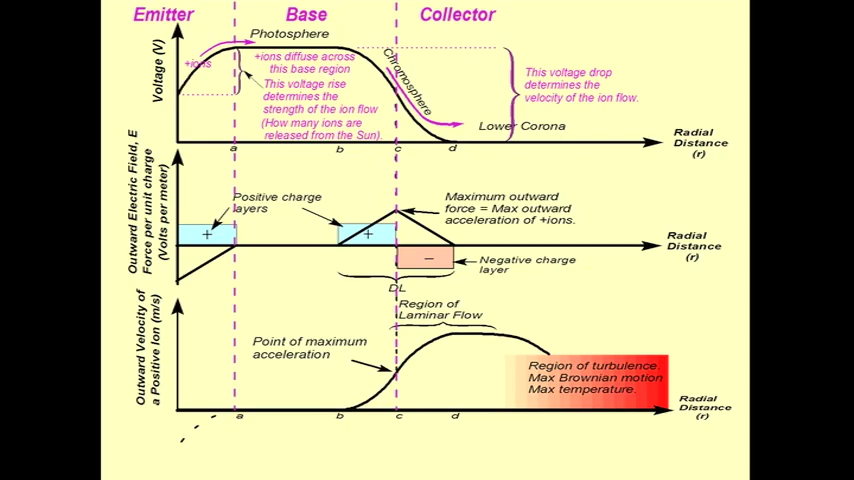 Emitter Base Collector
Photosphere
Voltage (V)
+ions
+ions diffuse across
this base region
This voltage rise
determines the
strength of the ion flow
(How many ions are
released from the Sun).
Chromosphere
This voltage drop
determines the
velocity of the ion flow.
Lower Corona
a b c d
Radial
Distance
(r)
Outward Electric Field, E
Force per unit charge
(Volts per meter)
Positive charge
layers
+ +
Maximum outward
force = Max outward
acceleration of +ions.
Radial
Distance
(r)
−
Negative charge
layer
DL
Region of
Laminar Flow
Outward Velocity of
a Positive Ion (m/s)
Point of maximum
acceleration
Region of turbulence.
Max Brownian motion
Max temperature.
a b c d
Radial
Distance
(r)